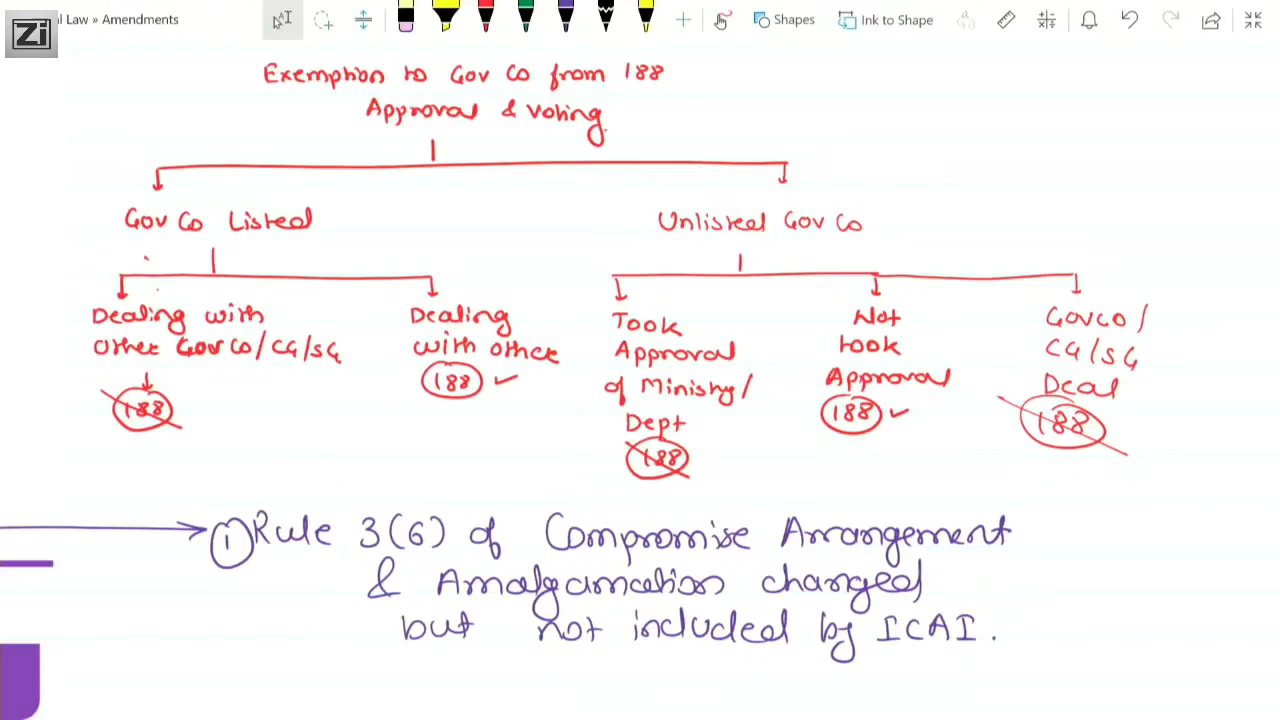 al Law » Amendments
Shapes
Ink to Shape
Zi
Exemption to Gov Co from 188
Approval & Voting
Gov Co Listed
Unlisted Gov Co
Dealing with
Other Gov Co/CG/SG
188
Dealing
with other
188
Took
Approval
of Ministry/
Dept
188
Not
took
Approval
188
GovCo/
CG/SG
Deal
188
① Rule 3(6) of Compromise Arrangement
& Amalgamation changed
but not included by ICAI.